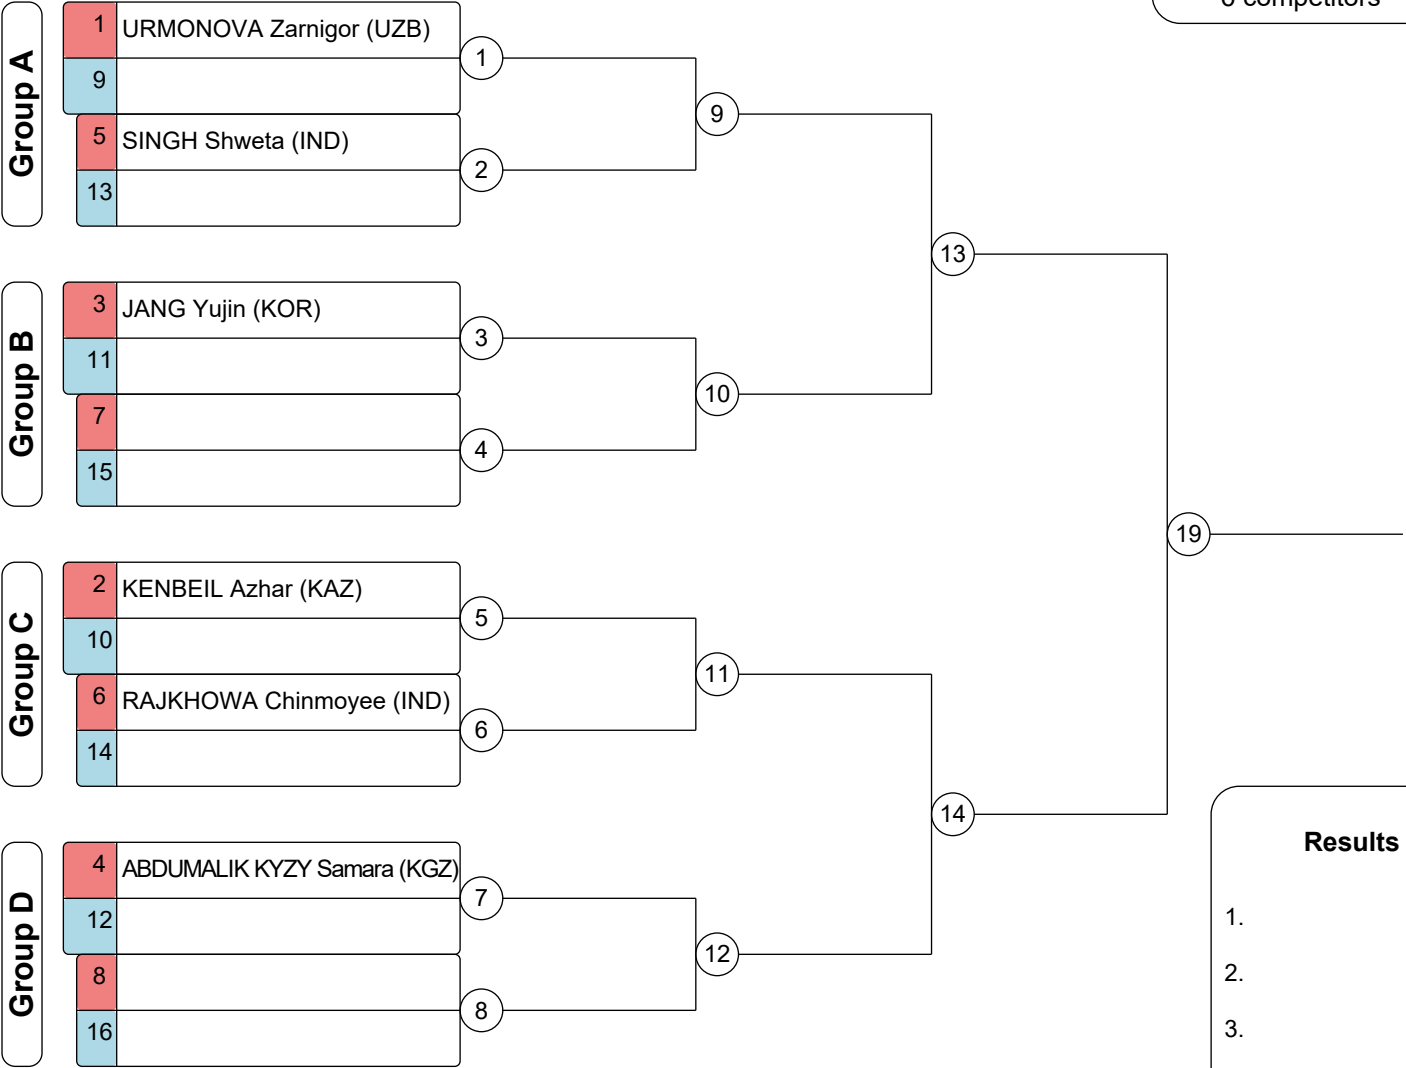 6 competitors
Group A
1 URMONOVA Zarnigor (UZB)
9
5 SINGH Shweta (IND)
13
1
2
9
Group B
3 JANG Yujin (KOR)
11
7
15
3
4
10
13
Group C
2 KENBEIL Azhar (KAZ)
10
6 RAJKHOWA Chinmoyee (IND)
14
5
6
11
Group D
4 ABDUMALIK KYZY Samara (KGZ)
12
8
16
7
8
12
14
19
Results
1.
2.
3.